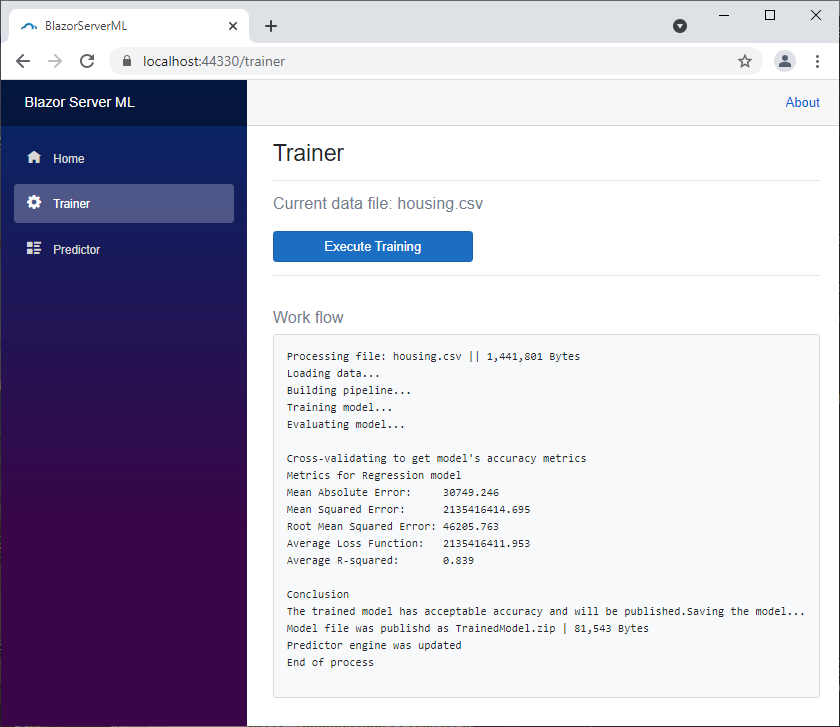 BlazorServerML
localhost:44330/trainer
Blazor Server ML
About
Home
Trainer
Predictor
Trainer
Current data file: housing.csv
Execute Training
Work flow
Processing file: housing.csv || 1,441,801 Bytes
Loading data...
Building pipeline...
Training model...
Evaluating model...
Cross-validating to get model's accuracy metrics
Metrics for Regression model
Mean Absolute Error: 30749.246
Mean Squared Error: 2135416414.695
Root Mean Squared Error: 46205.763
Average Loss Function: 2135416411.953
Average R-squared: 0.839
Conclusion
The trained model has acceptable accuracy and will be published.Saving the model...
Model file was publishd as TrainedModel.zip | 81,543 Bytes
Predictor engine was updated
End of process